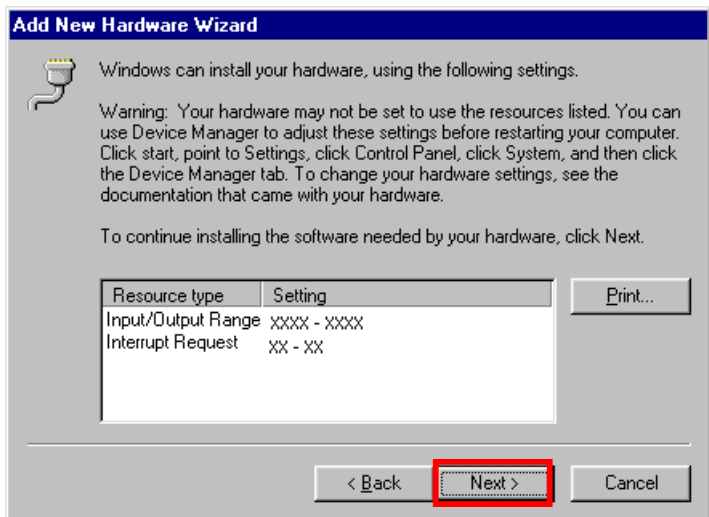 Add New Hardware Wizard
Windows can install your hardware, using the following settings.
Warning: Your hardware may not be set to use the resources listed. You can
use Device Manager to adjust these settings before restarting your computer.
Click start, point to Settings, click Control Panel, click System, and then click
the Device Manager tab. To change your hardware settings, see the
documentation that came with your hardware.
To continue installing the software needed by your hardware, click Next.
Resource type Setting
Input/Output Range xxxx - xxxx
Interrupt Request xx - xx
Print...
< Back Next > Cancel